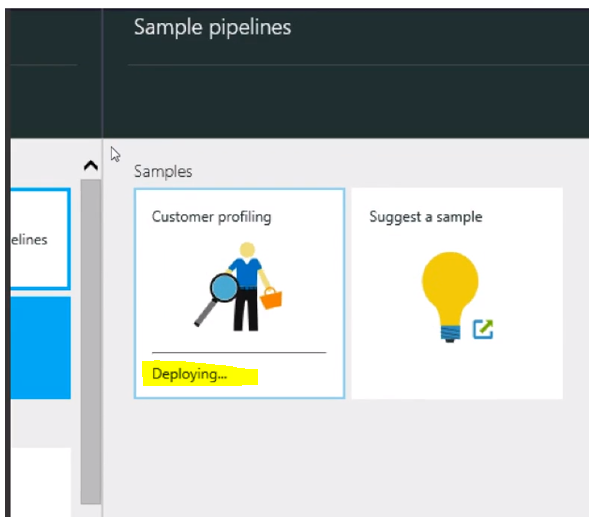 Sample pipelines
Samples
elines
Customer profiling
Suggest a sample
Deploying...